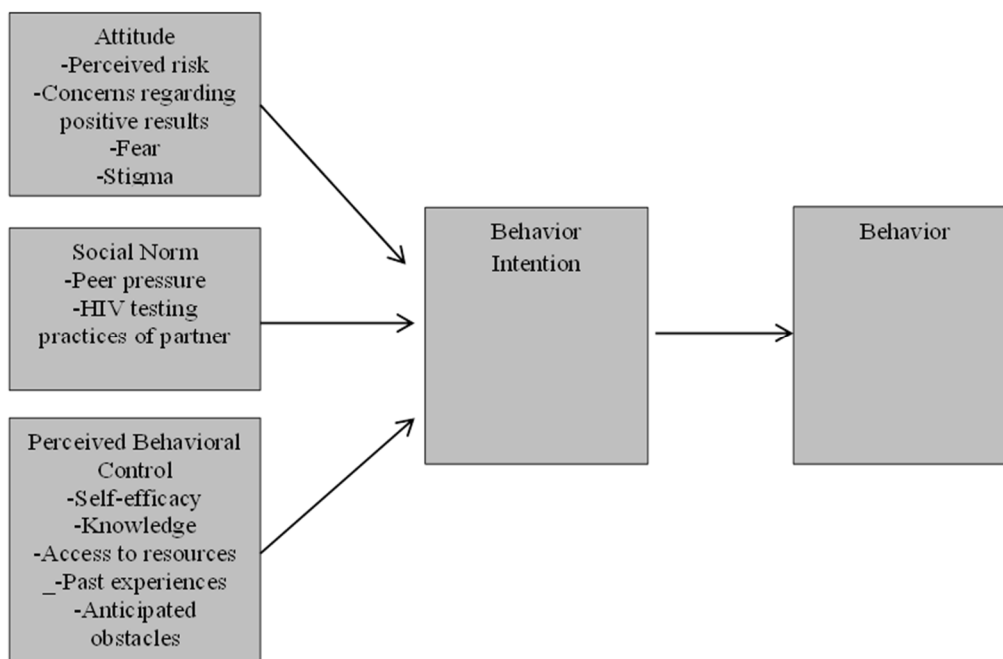 Attitude
-Perceived risk
-Concerns regarding
positive results
-Fear
-Stigma
Social Norm
-Peer pressure
-HIV testing
practices of partner
Perceived Behavioral
Control
-Self-efficacy
-Knowledge
-Access to resources
_-Past experiences
-Anticipated
obstacles
Behavior
Intention
Behavior